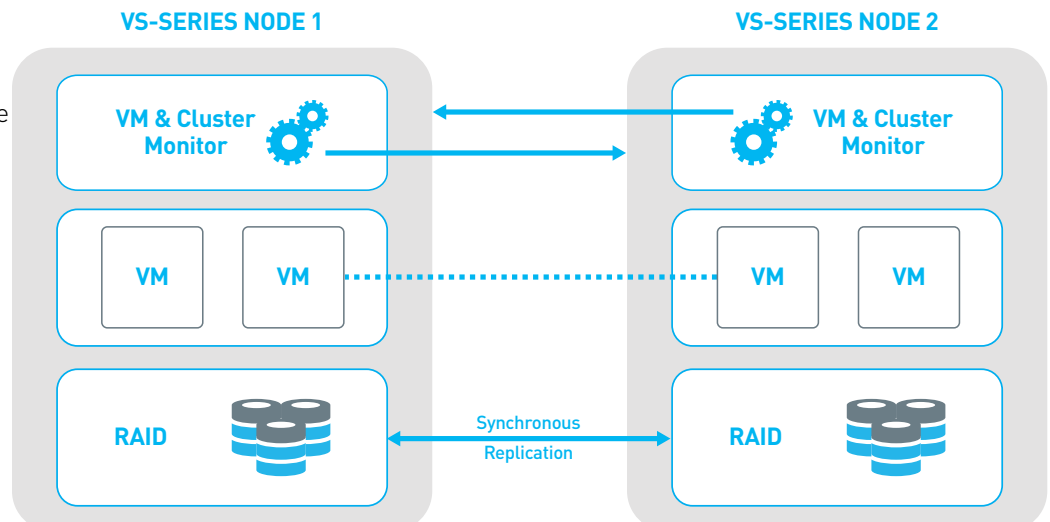 VS-SERIES NODE 1
VS-SERIES NODE 2
e
VM & Cluster
Monitor
VM & Cluster
Monitor
VM
VM
VM
VM
RAID
Synchronous
Replication
RAID